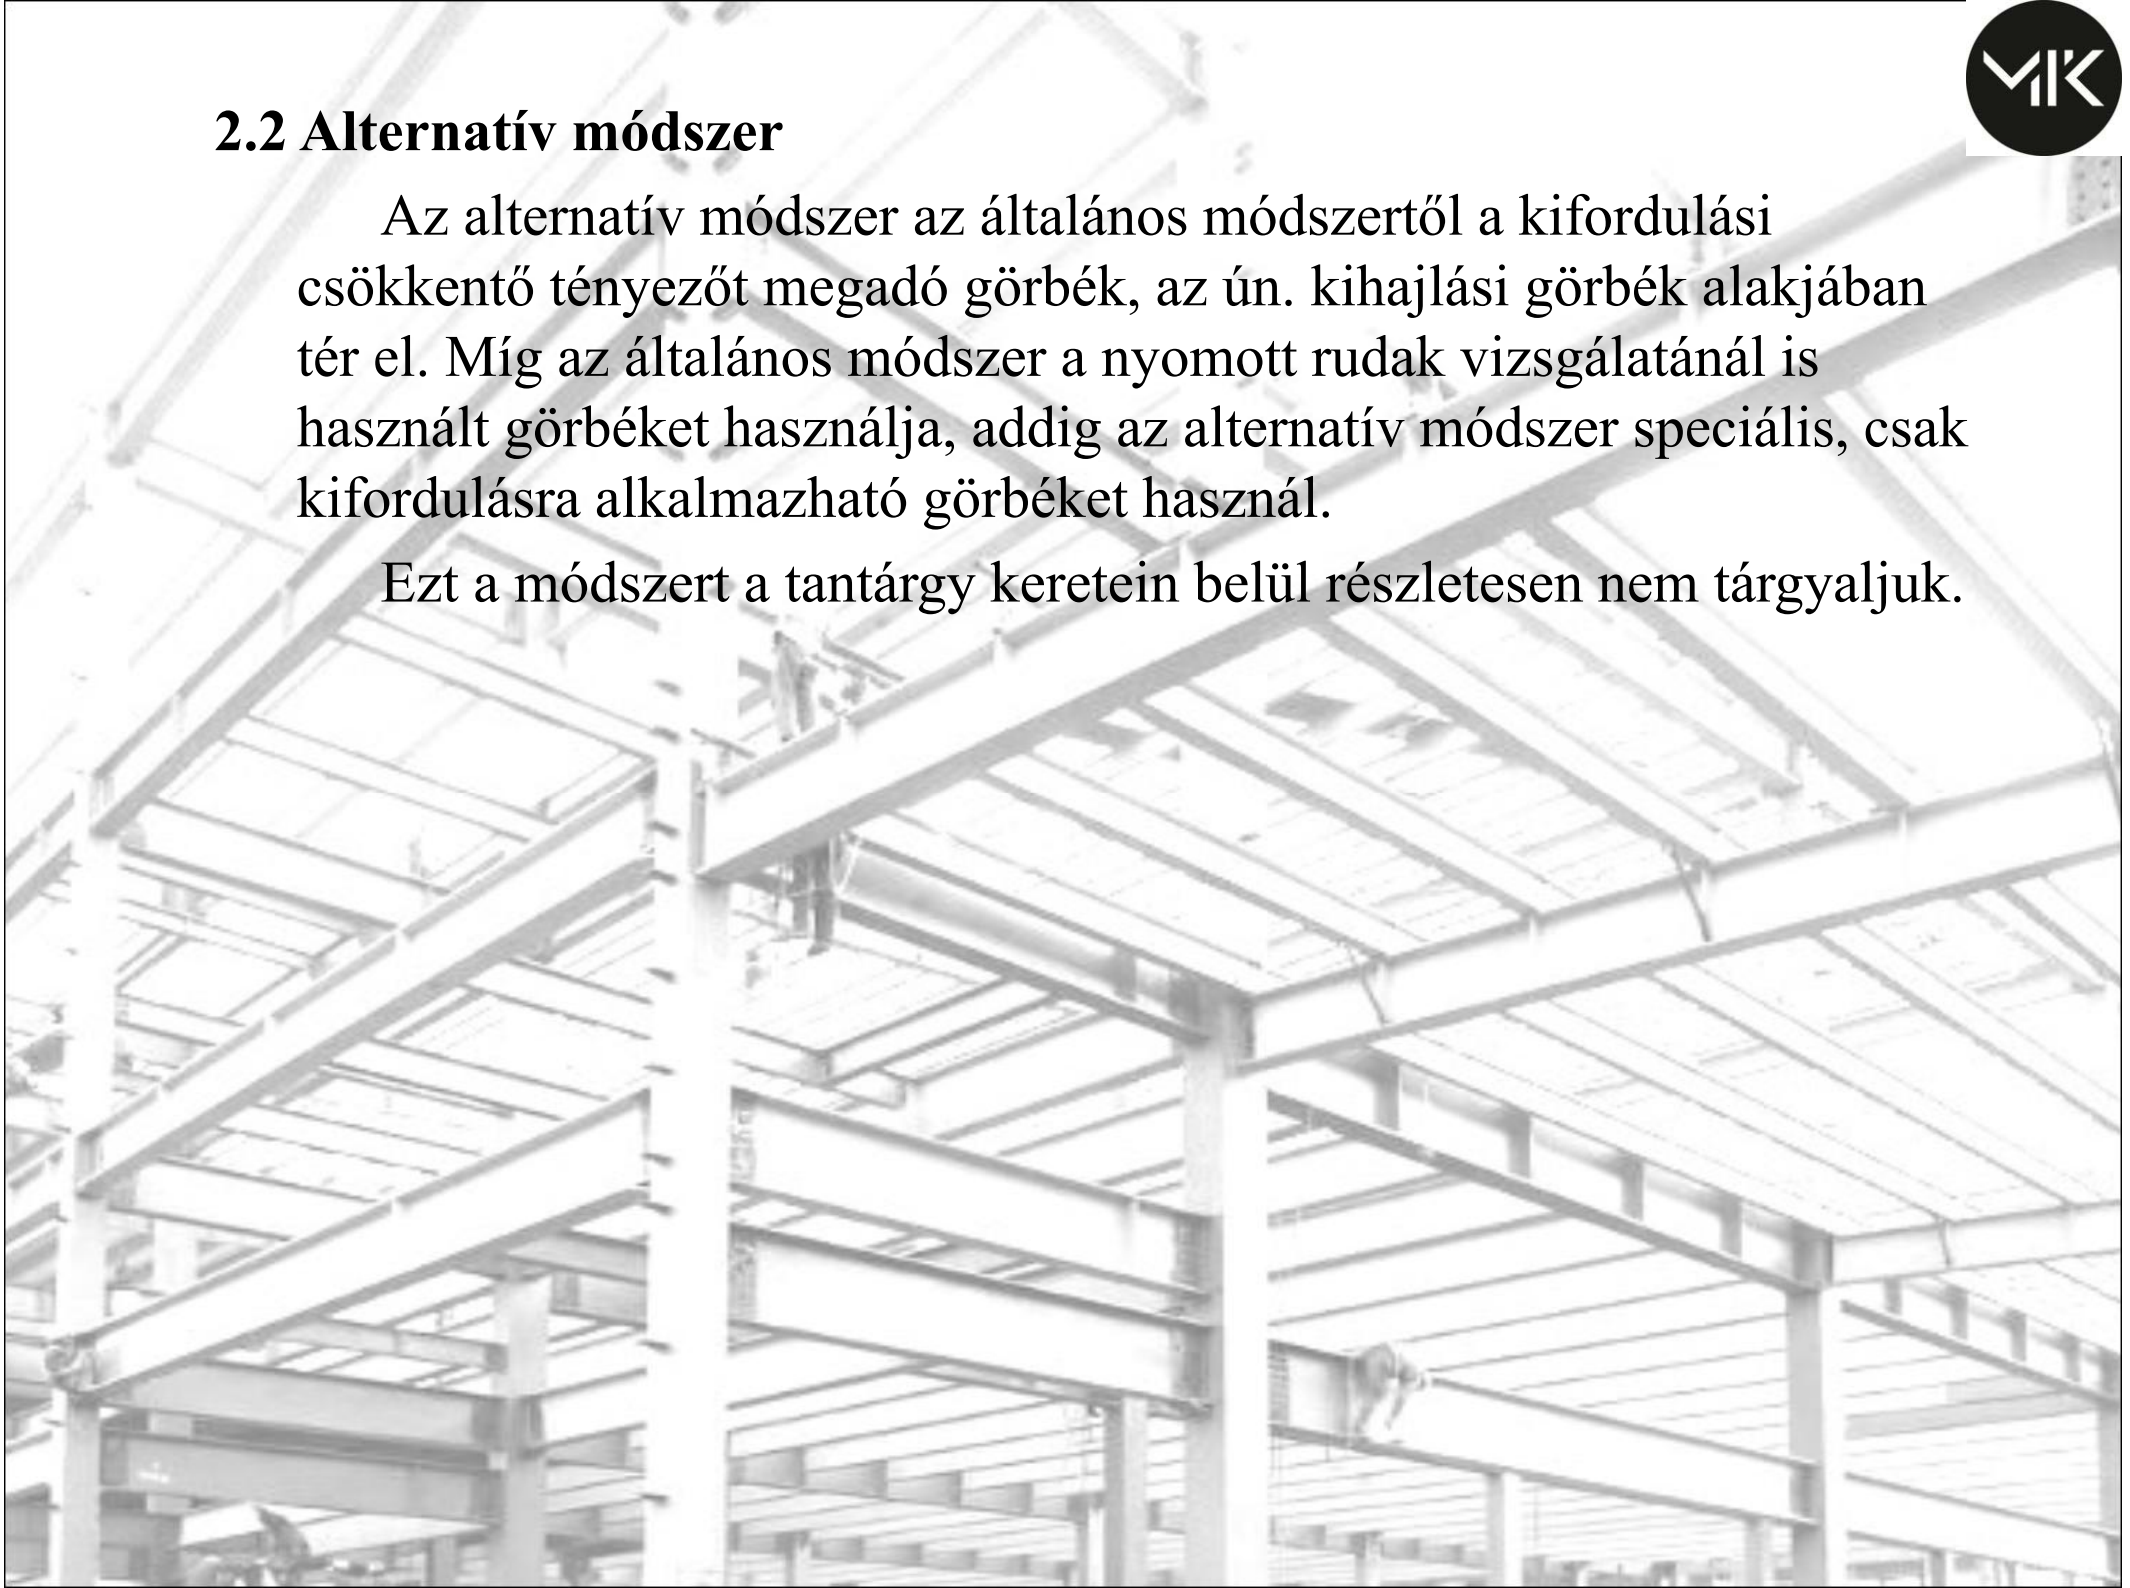 MIK
2.2 Alternatív módszer
Az alternatív módszer az általános módszertől a kifordulási
csökkentő tényezőt megadó görbék, az ún. kihajlási görbék alakjában
tér el. Míg az általános módszer a nyomott rudak vizsgálatánál is
használt görbéket használja, addig az alternatív módszer speciális, csak
kifordulásra alkalmazható görbéket használ.
Ezt a módszert a tantárgy keretein belül részletesen nem tárgyaljuk.